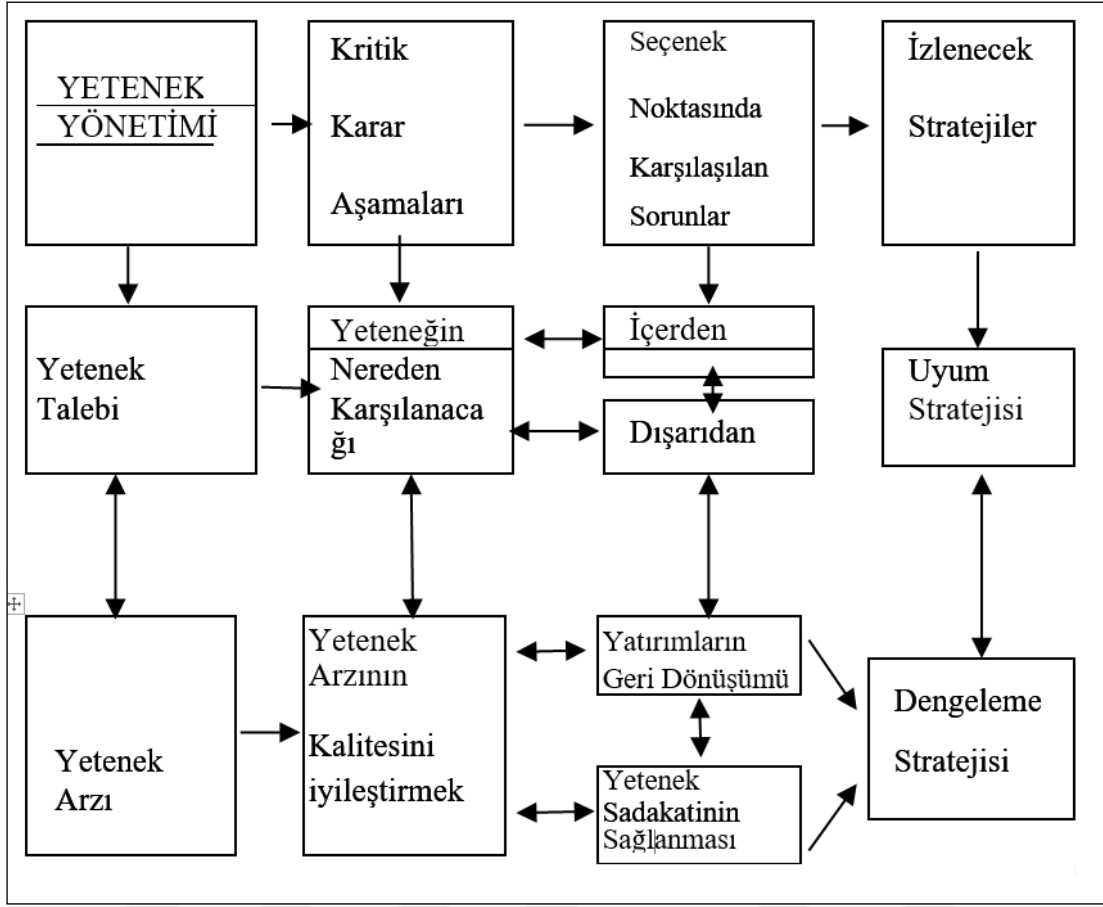 YETENEK
YÖNETİMİ
Kritik
Karar
Aşamaları
Seçenek
Noktasında
Karşılaşılan
Sorunlar
İzlenecek
Stratejiler
Yetenek
Talebi
Yeteneğin
Nereden
Karşılanaca
ğı
İçerden
Dışarıdan
Uyum
Stratejisi
Yetenek
Arzı
Yetenek
Arzının
Kalitesini
iyileştirmek
Yatırımların
Geri Dönüşümü
Yetenek
Sadakatinin
Sağlanması
Dengeleme
Stratejisi